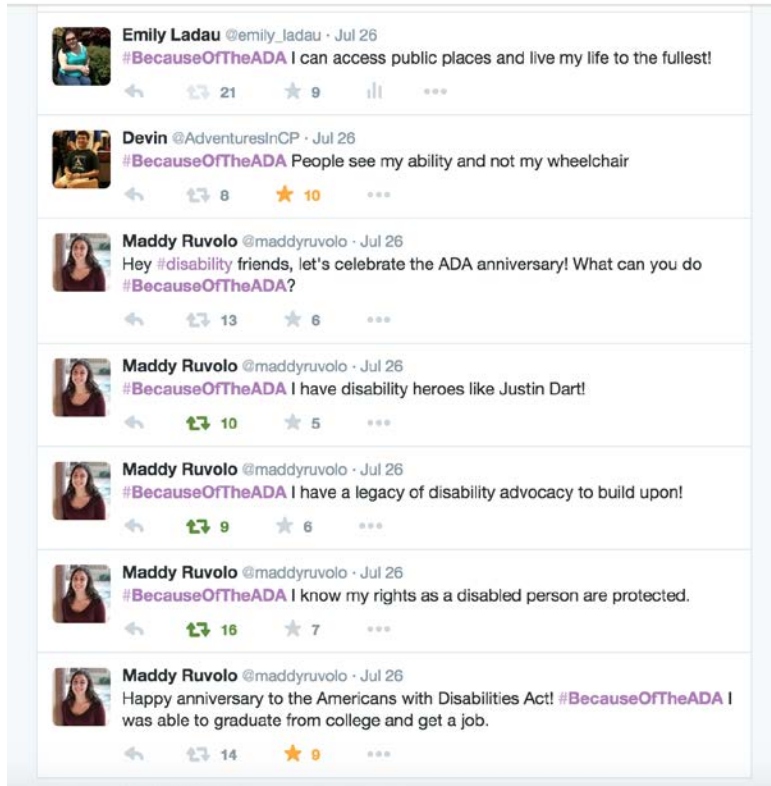 Emily Ladau @emily_ladau · Jul 26
#BecauseOfTheADA I can access public places and live my life to the fullest!
21 9
Devin @AdventuresInCP · Jul 26
#BecauseOfTheADA People see my ability and not my wheelchair
8 10
Maddy Ruvolo @maddyruvolo · Jul 26
Hey #disability friends, let's celebrate the ADA anniversary! What can you do
#BecauseOfTheADA?
13 6
Maddy Ruvolo @maddyruvolo · Jul 26
#BecauseOfTheADA I have disability heroes like Justin Dart!
10 5
Maddy Ruvolo @maddyruvolo · Jul 26
#BecauseOfTheADA I have a legacy of disability advocacy to build upon!
9 6
Maddy Ruvolo @maddyruvolo · Jul 26
#BecauseOfTheADA I know my rights as a disabled person are protected.
16 7
Maddy Ruvolo @maddyruvolo · Jul 26
Happy anniversary to the Americans with Disabilities Act! #BecauseOfTheADA I
was able to graduate from college and get a job.
14 9